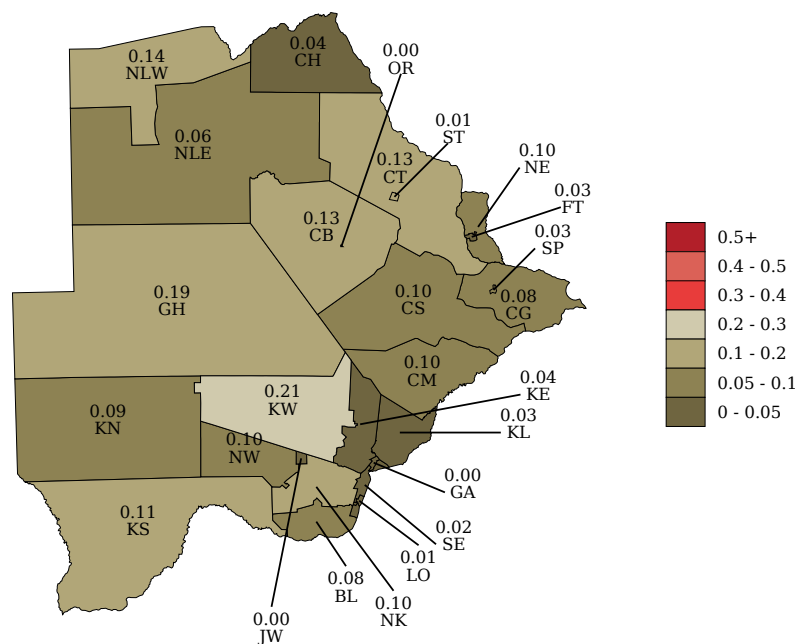 0.04
CH
0.00
OR
0.14
NLW
0.01
ST
0.06
NLE
0.13
CT
0.10
NE
0.03
FT
0.13
CB
0.03
SP
0.19
GH
0.10
CS
0.08
CG
0.10
CM
0.21
KW
0.04
KE
0.09
KN
0.03
KL
0.10
NW
0.00
GA
0.11
KS
0.02
SE
0.01
LO
0.08
BL
0.10
NK
0.00
JW
0.5+
0.4 - 0.5
0.3 - 0.4
0.2 - 0.3
0.1 - 0.2
0.05 - 0.1
0 - 0.05